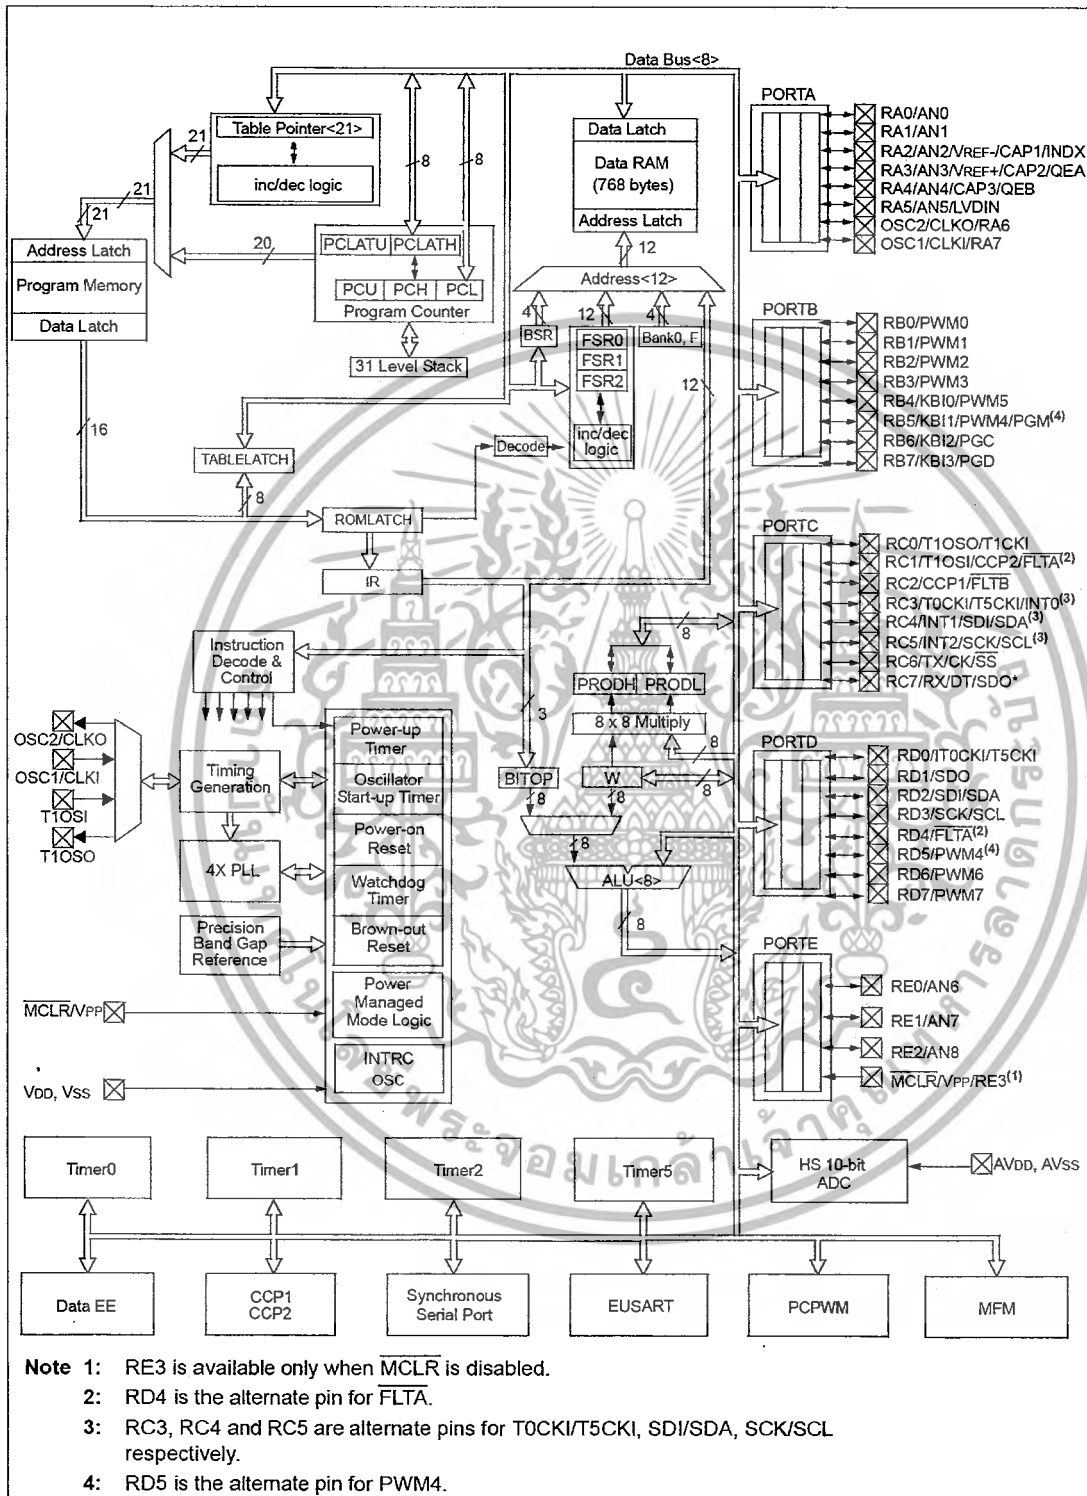 Data Bus<8>
Table Pointer<21>
inc/dec logic
21
21
21
20
8
8
PCLATU PCLATH
PCU PCH PCL
Program Counter
31 Level Stack
Address Latch
Program Memory
Data Latch
16
TABLELATCH
8
ROMLATCH
IR
Data Latch
Data RAM
(768 bytes)
Address Latch
12
Address<12>
4
12
4
BSR
FSR0
FSR1
FSR2
Bank0, F
inc/dec
logic
12
Decode
8
PRODH PRODL
8 x 8 Multiply
3
BITOP
W
8
8
8
8
8
ALU<8>
8
Instruction
Decode &
Control
OSC2/CLKO
OSC1/CLKI
T1OSI
T1OSO
Timing
Generation
4X PLL
Precision
Band Gap
Reference
Power-up
Timer
Oscillator
Start-up Timer
Power-on
Reset
Watchdog
Timer
Brown-out
Reset
Power
Managed
Mode Logic
INTRC
OSC
MCLR/VPP
VDD, VSS
PORTA
RA0/AN0
RA1/AN1
RA2/AN2/VREF-/CAP1/INDX
RA3/AN3/VREF+/CAP2/QEA
RA4/AN4/CAP3/QEB
RA5/AN5/LVDIN
OSC2/CLKO/RA6
OSC1/CLKI/RA7
PORTB
RB0/PWM0
RB1/PWM1
RB2/PWM2
RB3/PWM3
RB4/KBI0/PWM5
RB5/KBI1/PWM4/PGM(4)
RB6/KBI2/PGC
RB7/KBI3/PGD
PORTC
RC0/T1OSO/T1CKI
RC1/T1OSI/CCP2/FLTA(2)
RC2/CCP1/FLTB
RC3/T0CKI/T5CKI/INT0(3)
RC4/INT1/SDI/SDA(3)
RC5/INT2/SCK/SCL(3)
RC6/TX/CK/SS
RC7/RX/DT/SDO*
PORTD
RD0/IT0CKI/T5CKI
RD1/SDO
RD2/SDI/SDA
RD3/SCK/SCL
RD4/FLTA(2)
RD5/PWM4(4)
RD6/PWM6
RD7/PWM7
PORTE
RE0/AN6
RE1/AN7
RE2/AN8
MCLR/VPP/RE3(1)
Timer0
Timer1
Timer2
Timer5
HS 10-bit
ADC
AVDD, AVSS
Data EE
CCP1
CCP2
Synchronous
Serial Port
EUSART
PCPWM
MFM
Note 1: RE3 is available only when MCLR is disabled.
2: RD4 is the alternate pin for FLTA.
3: RC3, RC4 and RC5 are alternate pins for T0CKI/T5CKI, SDI/SDA, SCK/SCL
respectively.
4: RD5 is the alternate pin for PWM4.